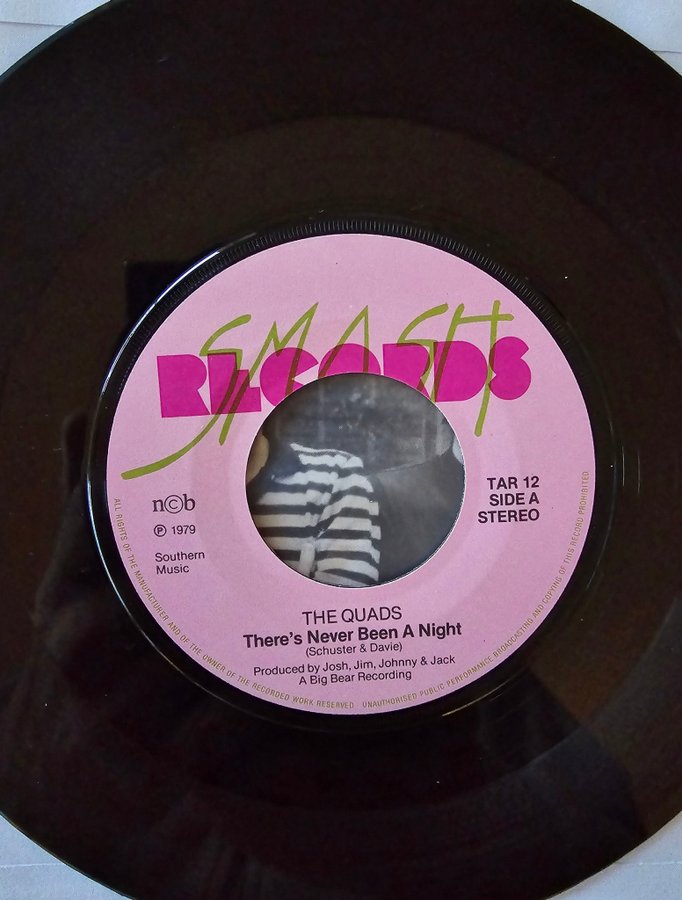 SMASH
RECORDS
n©b
℗ 1979
Southern
Music
TAR 12
SIDE A
STEREO
THE QUADS
There's Never Been A Night
(Schuster & Davie)
Produced by Josh, Jim, Johnny & Jack
A Big Bear Recording
ALL RIGHTS OF THE MANUFACTURER AND OF THE OWNER OF THE RECORDED WORK RESERVED UNAUTHORISED PUBLIC PERFORMANCE BROADCASTING AND COPYING OF THIS RECORD PROHIBITED